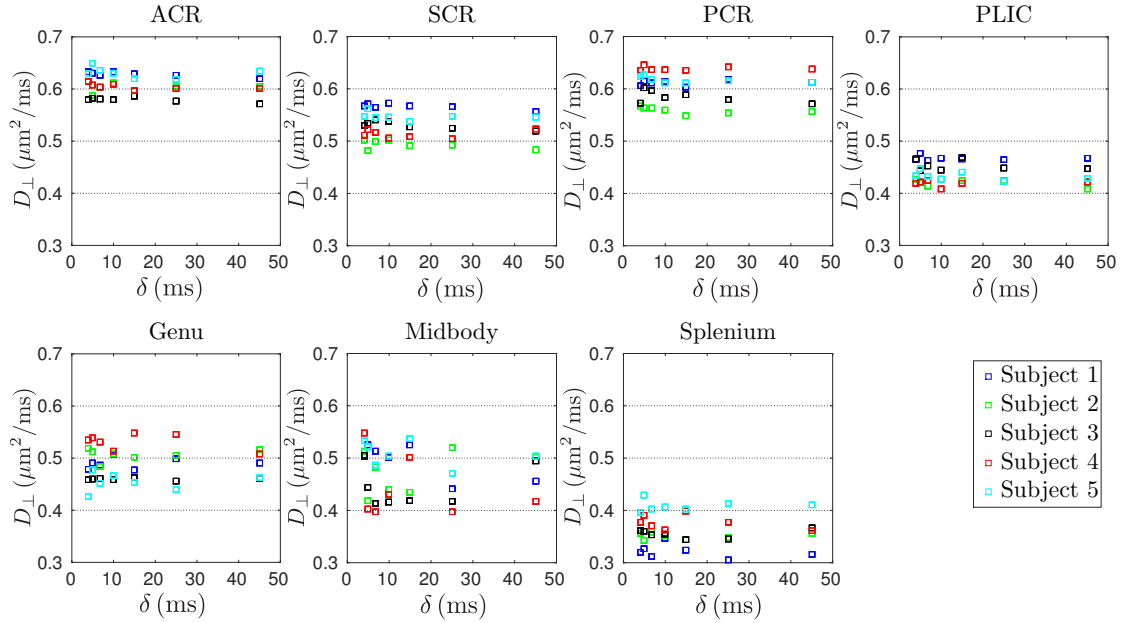 ACR SCR PCR PLIC
0.7 0.7 0.7 0.7
0.6 0.6 0.6 0.6
0.5 0.5 0.5 0.5
0.4 0.4 0.4 0.4
0.3 0.3 0.3 0.3
D⊥ (μm²/ms) D⊥ (μm²/ms) D⊥ (μm²/ms) D⊥ (μm²/ms)
0 10 20 30 40 50 0 10 20 30 40 50 0 10 20 30 40 50 0 10 20 30 40 50
δ (ms) δ (ms) δ (ms) δ (ms)
Genu Midbody Splenium
0.7 0.7 0.7
0.6 0.6 0.6
0.5 0.5 0.5
0.4 0.4 0.4
0.3 0.3 0.3
D⊥ (μm²/ms) D⊥ (μm²/ms) D⊥ (μm²/ms)
0 10 20 30 40 50 0 10 20 30 40 50 0 10 20 30 40 50
δ (ms) δ (ms) δ (ms)
Subject 1
Subject 2
Subject 3
Subject 4
Subject 5